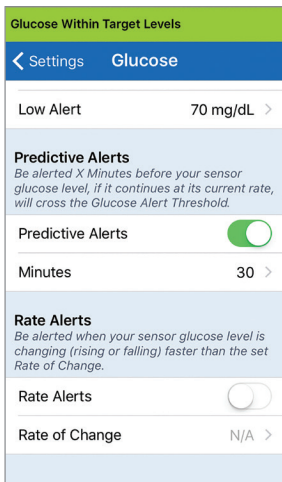 Glucose Within Target Levels
Settings Glucose
Low Alert 70 mg/dL
Predictive Alerts
Be alerted X Minutes before your sensor
glucose level, if it continues at its current rate,
will cross the Glucose Alert Threshold.
Predictive Alerts
Minutes 30
Rate Alerts
Be alerted when your sensor glucose level is
changing (rising or falling) faster than the set
Rate of Change.
Rate Alerts
Rate of Change N/A